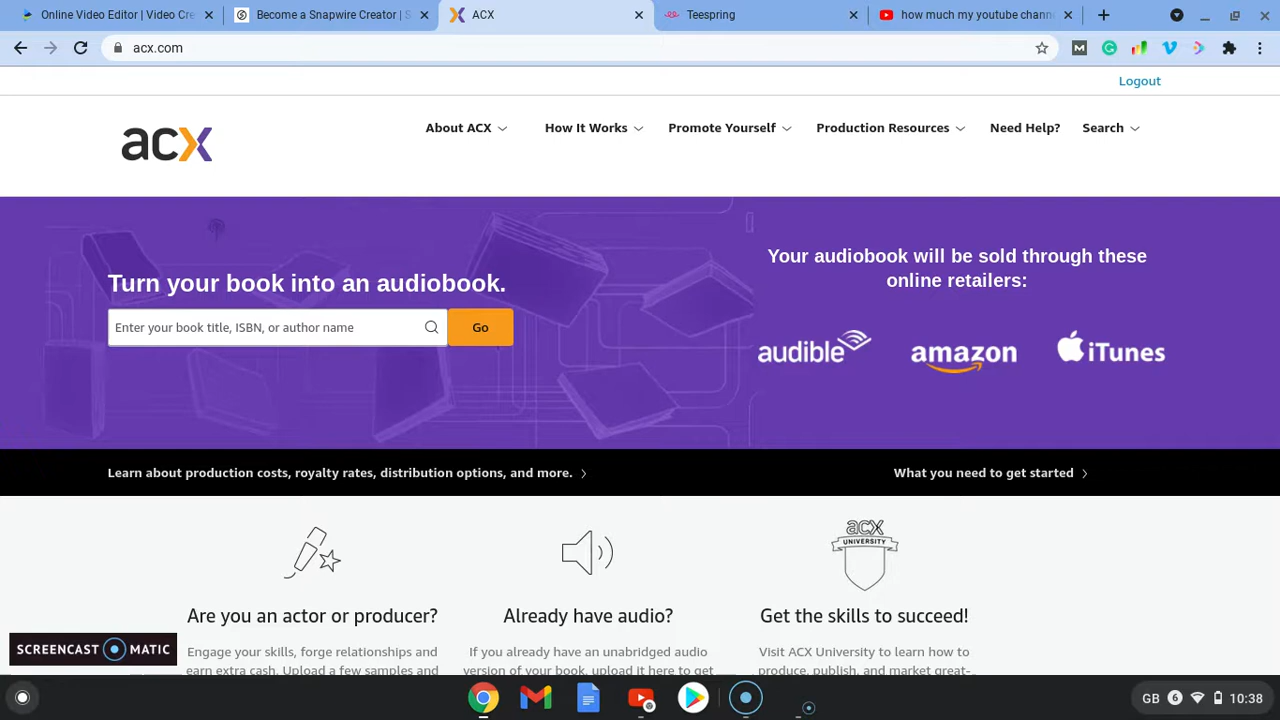 Online Video Editor | Video Cre
Become a Snapwire Creator | S
ACX
Teespring
how much my youtube chann
acx.com
Logout
acx
About ACX
How It Works
Promote Yourself
Production Resources
Need Help?
Search
Turn your book into an audiobook.
Enter your book title, ISBN, or author name
Go
Your audiobook will be sold through these
online retailers:
audible
amazon
iTunes
Learn about production costs, royalty rates, distribution options, and more.
What you need to get started
acx
UNIVERSITY
Are you an actor or producer?
Already have audio?
Get the skills to succeed!
Engage your skills, forge relationships and
earn extra cash. Upload a few samples and
If you already have an unabridged audio
version of your book, upload it here to get
Visit ACX University to learn how to
produce, publish, and market great-
SCREENCAST MATIC
GB
6
10:38